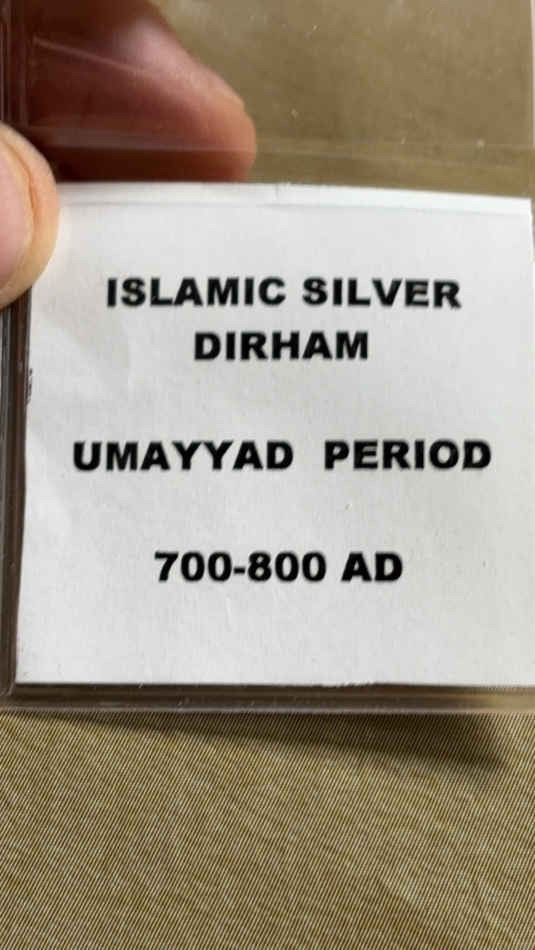 ISLAMIC SILVER
DIRHAM
UMAYYAD PERIOD
700-800 AD